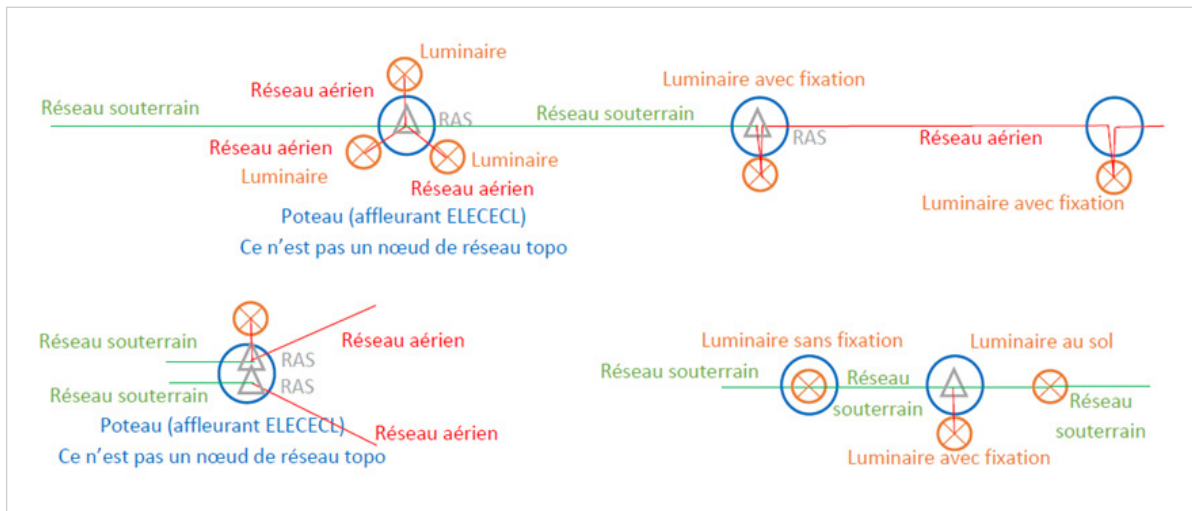 Luminaire
Luminaire avec fixation
Réseau aérien
Réseau souterrain
RAS
Réseau souterrain
RAS
Réseau aérien
Réseau aérien
Luminaire
Luminaire
Réseau aérien
Luminaire avec fixation
Poteau (affleurant ELECECL)
Ce n’est pas un nœud de réseau topo
Réseau souterrain
RAS
Réseau aérien
RAS
Réseau souterrain
Poteau (affleurant ELECECL)
Réseau aérien
Ce n’est pas un nœud de réseau topo
Luminaire sans fixation
Luminaire au sol
Réseau souterrain
Réseau
souterrain
Réseau
souterrain
Luminaire avec fixation